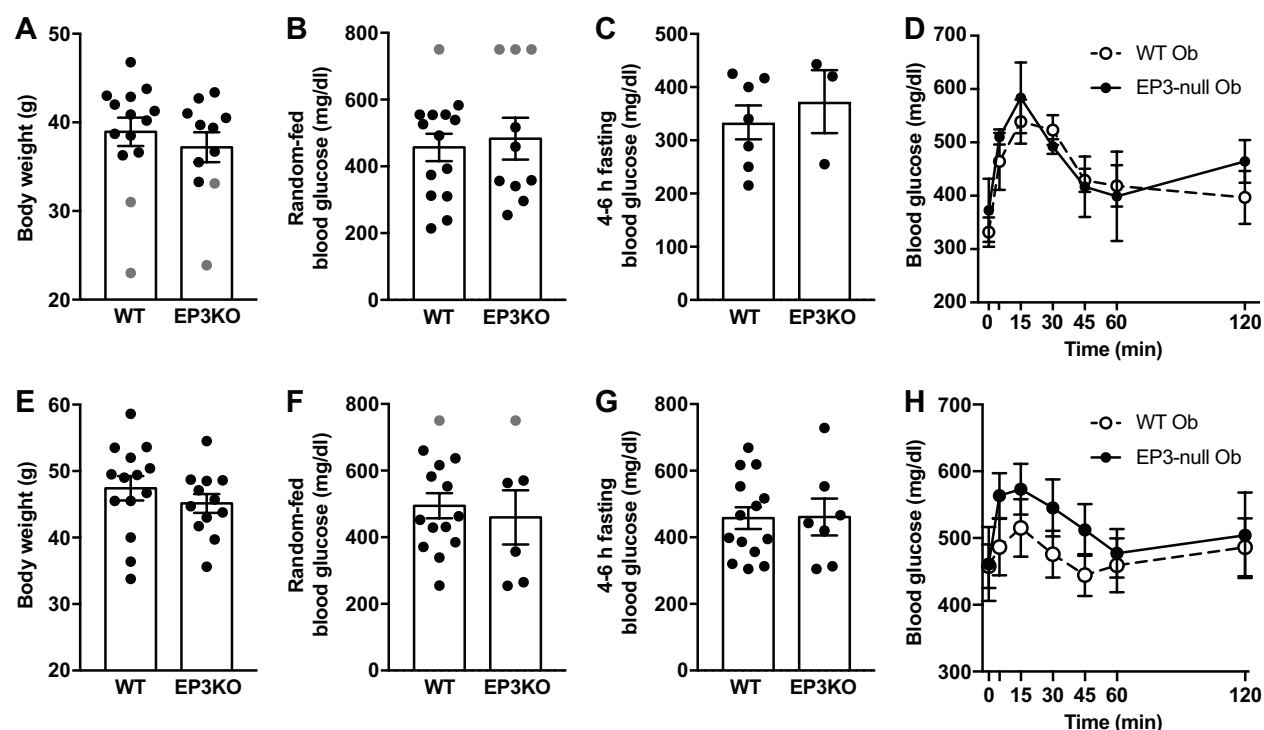 A
Body weight (g)
50
40
30
20
WT
EP3KO
B
Random-fed
blood glucose (mg/dl)
800
600
400
200
0
WT
EP3KO
C
4-6 h fasting
blood glucose (mg/dl)
500
400
300
200
100
0
WT
EP3KO
D
Blood glucose (mg/dl)
700
600
500
400
300
200
WT Ob
EP3-null Ob
0 15 30 45 60 120
Time (min)
E
Body weight (g)
60
50
40
30
20
WT
EP3KO
F
Random-fed
blood glucose (mg/dl)
800
600
400
200
0
WT
EP3KO
G
4-6 h fasting
blood glucose (mg/dl)
800
600
400
200
0
WT
EP3KO
H
Blood glucose (mg/dl)
700
600
500
400
300
WT Ob
EP3-null Ob
0 15 30 45 60 120
Time (min)